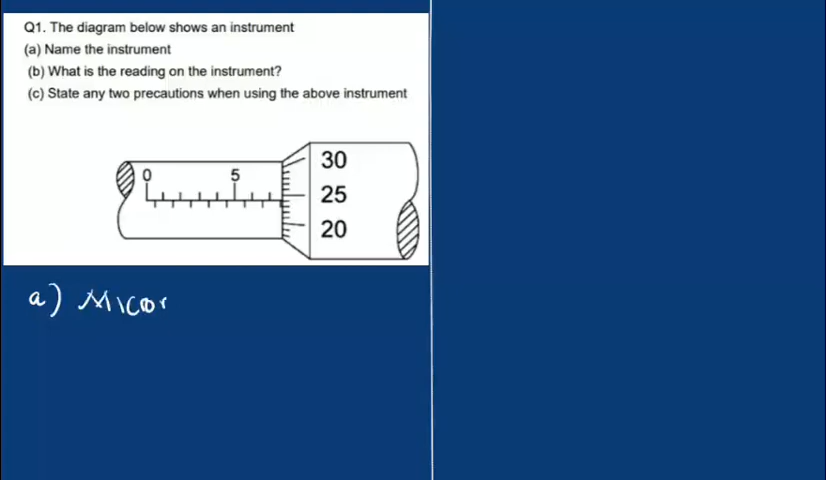 Q1. The diagram below shows an instrument
(a) Name the instrument
(b) What is the reading on the instrument?
(c) State any two precautions when using the above instrument
0 5
30
25
20
a) Micor